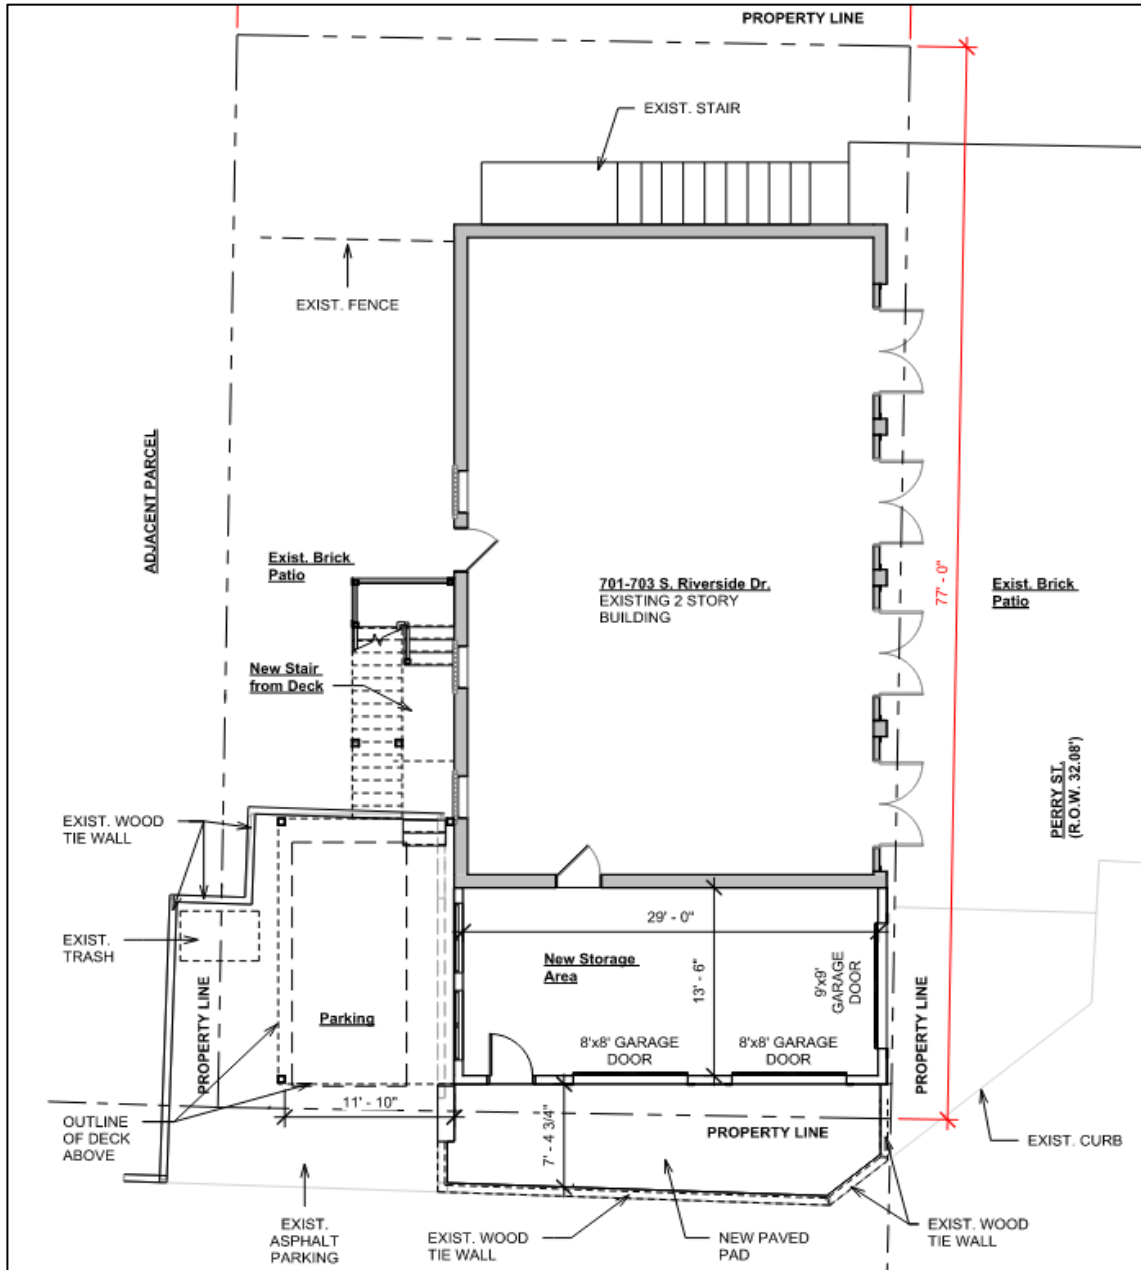 PROPERTY LINE
EXIST. STAIR
EXIST. FENCE
ADJACENT PARCEL
Exist. Brick
Patio
701-703 S. Riverside Dr.
EXISTING 2 STORY
BUILDING
77' - 0"
Exist. Brick
Patio
New Stair
from Deck
PERRY ST.
(R.O.W. 32.08')
EXIST. WOOD
TIE WALL
EXIST.
TRASH
29' - 0"
New Storage
Area
13' - 6"
9'x9'
GARAGE
DOOR
PROPERTY LINE
Parking
8'x8' GARAGE
DOOR
8'x8' GARAGE
DOOR
PROPERTY LINE
OUTLINE
OF DECK
ABOVE
11' - 10"
7' - 4 3/4"
PROPERTY LINE
EXIST. CURB
EXIST.
ASPHALT
PARKING
EXIST. WOOD
TIE WALL
NEW PAVED
PAD
EXIST. WOOD
TIE WALL